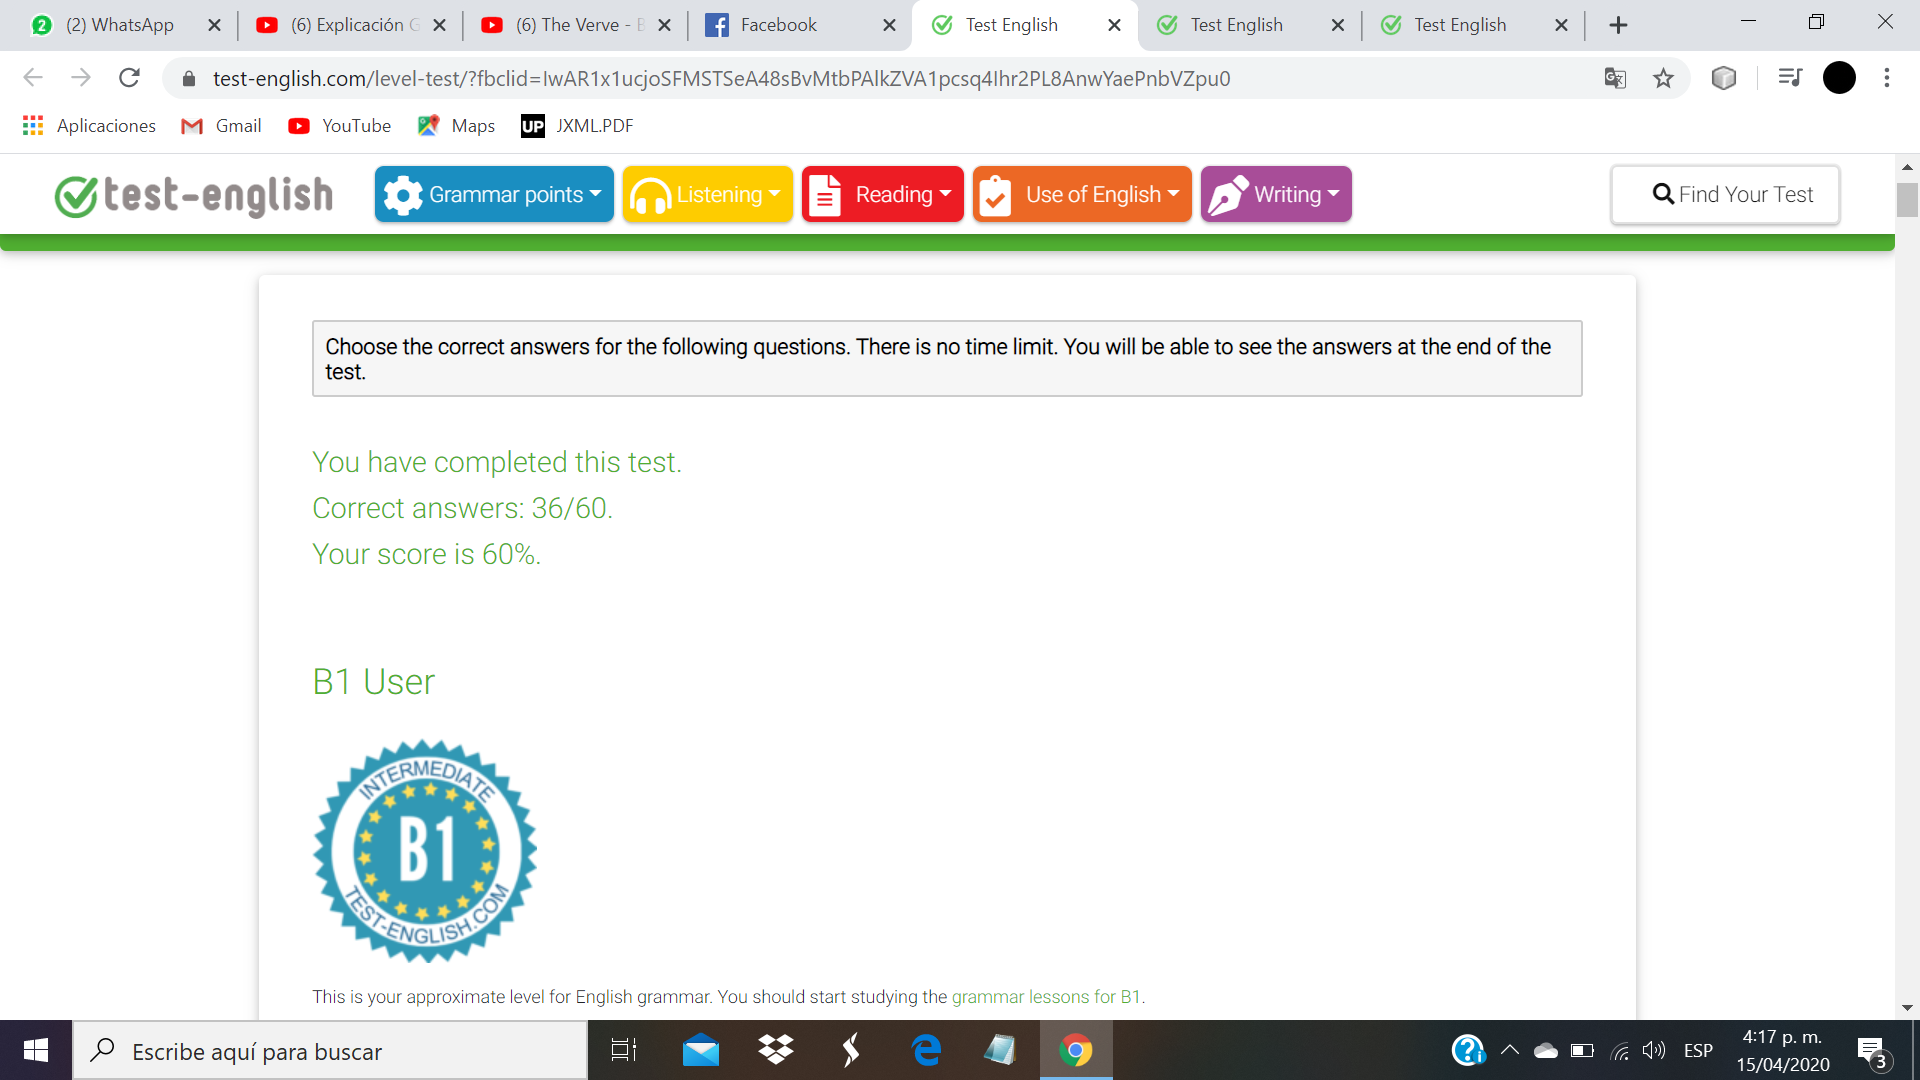 (2) WhatsApp
(6) Explicación G
(6) The Verve - B
Facebook
Test English
Test English
Test English
test-english.com/level-test/?fbclid=IwAR1x1ucjoSFMSTSeA48sBvMtbPAlkZVA1pcsq4Ihr2PL8AnwYaePnbVZpu0
Aplicaciones
Gmail
YouTube
Maps
UP JXML.PDF
test-english
Grammar points
Listening
Reading
Use of English
Writing
Find Your Test
Choose the correct answers for the following questions. There is no time limit. You will be able to see the answers at the end of the
test.
You have completed this test.
Correct answers: 36/60.
Your score is 60%.
B1 User
INTERMEDIATE
B1
TEST-ENGLISH.COM
This is your approximate level for English grammar. You should start studying the grammar lessons for B1.
Escribe aquí para buscar
ESP
4:17 p. m.
15/04/2020
3